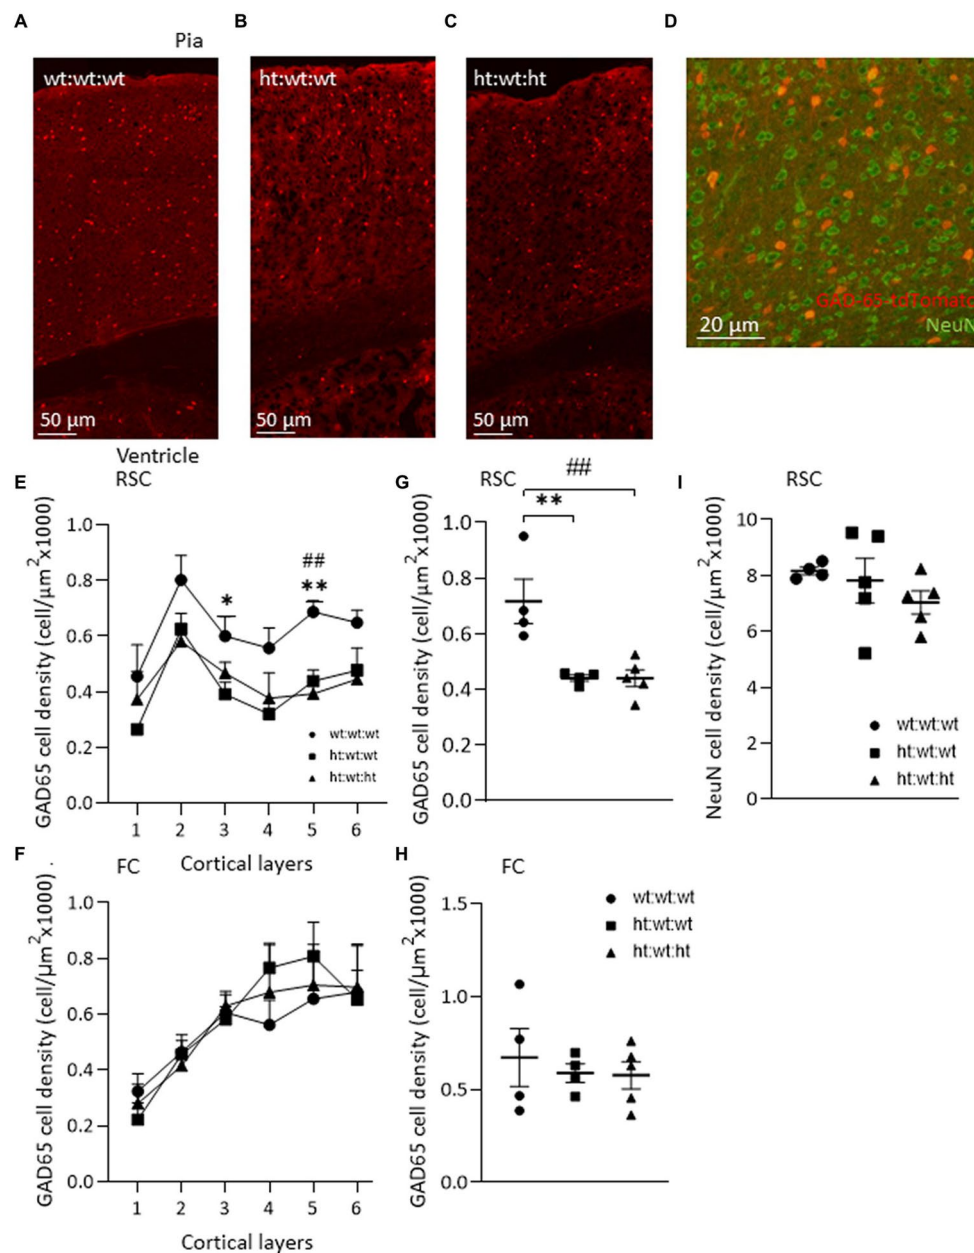 A
B
C
D
Pia
wt:wt:wt
ht:wt:wt
ht:wt:ht
50 µm
50 µm
50 µm
GAD-65-tdTomato
NeuN
20 µm
Ventricle
E
RSC
GAD65 cell density (cell/µm²x1000)
1.0
0.8
0.6
0.4
0.2
0.0
*
##
**
wt:wt:wt
ht:wt:wt
ht:wt:ht
1 2 3 4 5 6
Cortical layers
G
RSC
GAD65 cell density (cell/µm²x1000)
##
**
1.0
0.8
0.6
0.4
0.2
0.0
I
RSC
NeuN cell density (cell/µm²x1000)
10
8
6
4
2
0
wt:wt:wt
ht:wt:wt
ht:wt:ht
F
FC
GAD65 cell density (cell/µm²x1000)
1.0
0.8
0.6
0.4
0.2
0.0
1 2 3 4 5 6
Cortical layers
H
FC
GAD65 cell density (cell/µm²x1000)
1.5
1.0
0.5
0.0
wt:wt:wt
ht:wt:wt
ht:wt:ht